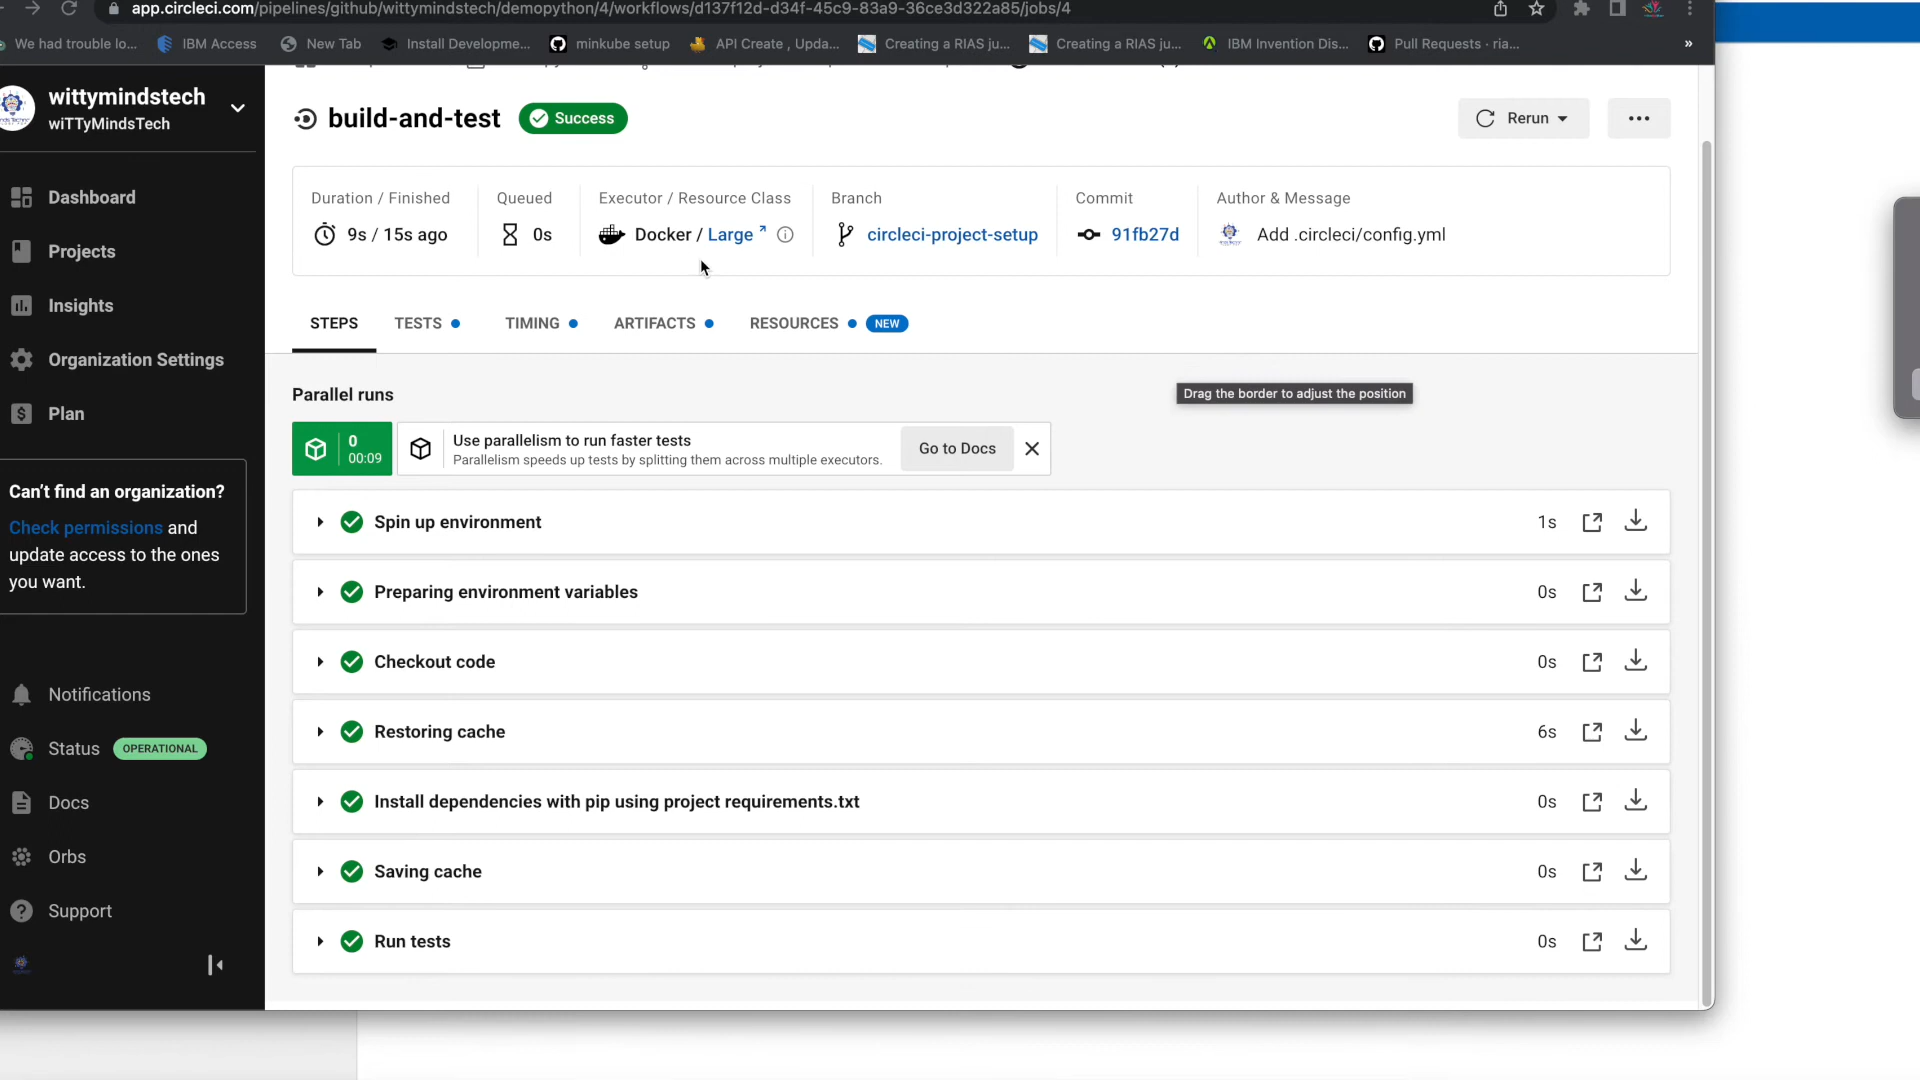 app.circleci.com/pipelines/github/wittymindstech/demopython/4/workflows/d137f12d-d34f-45c9-83a9-36ce3d322a85/jobs/4
We had trouble lo...
IBM Access
New Tab
Install Developme...
minkube setup
API Create , Upda...
Creating a RIAS ju...
Creating a RIAS ju...
IBM Invention Dis...
Pull Requests · ria...
»
wittymindstech
wiTTyMindsTech
Dashboard
Projects
Insights
Organization Settings
Plan
Can't find an organization?
Check permissions and
update access to the ones
you want.
Notifications
Status OPERATIONAL
Docs
Orbs
Support
build-and-test
Success
Rerun
Duration / Finished
9s / 15s ago
Queued
0s
Executor / Resource Class
Docker / Large
Branch
circleci-project-setup
Commit
91fb27d
Author & Message
Add .circleci/config.yml
STEPS
TESTS
TIMING
ARTIFACTS
RESOURCES
NEW
Parallel runs
Drag the border to adjust the position
0
00:09
Use parallelism to run faster tests
Parallelism speeds up tests by splitting them across multiple executors.
Go to Docs
Spin up environment 1s
Preparing environment variables 0s
Checkout code 0s
Restoring cache 6s
Install dependencies with pip using project requirements.txt 0s
Saving cache 0s
Run tests 0s